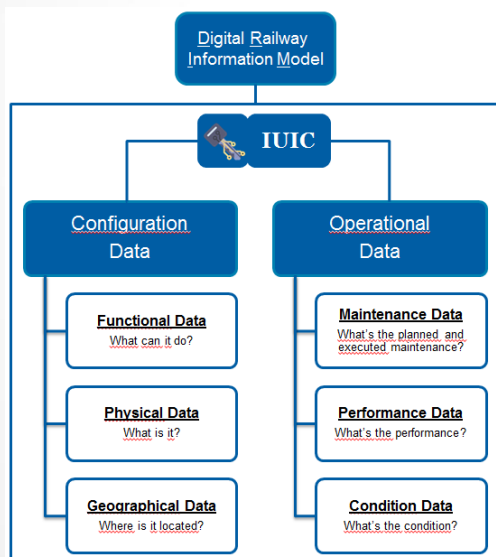 Digital Railway
Information Model
IUIC
Configuration
Data
Operational
Data
Functional Data
What can it do?
Maintenance Data
What's the planned and
executed maintenance?
Physical Data
What is it?
Performance Data
What's the performance?
Geographical Data
Where is it located?
Condition Data
What's the condition?